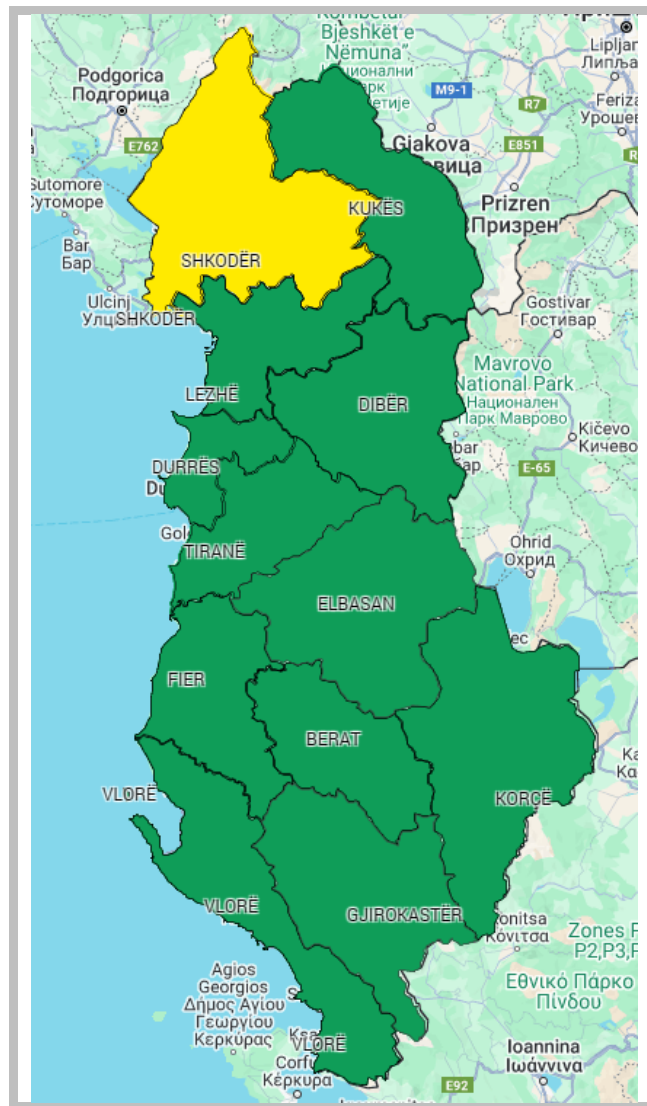 Bjeshkët e
Nëmuna"
Lipljan
Podgorica
Подгорица
M9-1
R7
E762
Gjakova
E851
Sutomore
Сутоморе
KUKËS
Prizren
Призрен
Bar
Бар
SHKODËR
Ulcinj
SHKODËR
Gostivar
Гостивар
Mavrovo
National Park
Национален
Парк Маврово
LEZHË
DIBËR
Kičevo
Кичево
DURRËS
E-65
TIRANË
Ohrid
Охрид
ELBASAN
FIER
BERAT
VLORË
KORÇË
VLORË
GJIROKASTËR
Κόνιτσα
Zones P
P2,P3,P
Agios
Georgios
Δήμος Αγίου
Γεωργίου
Κερκύρας
Εθνικό Πάρκο
Πίνδου
VLORË
Corfu
Κέρκυρα
Ioannina
Ιωάννινα
E92